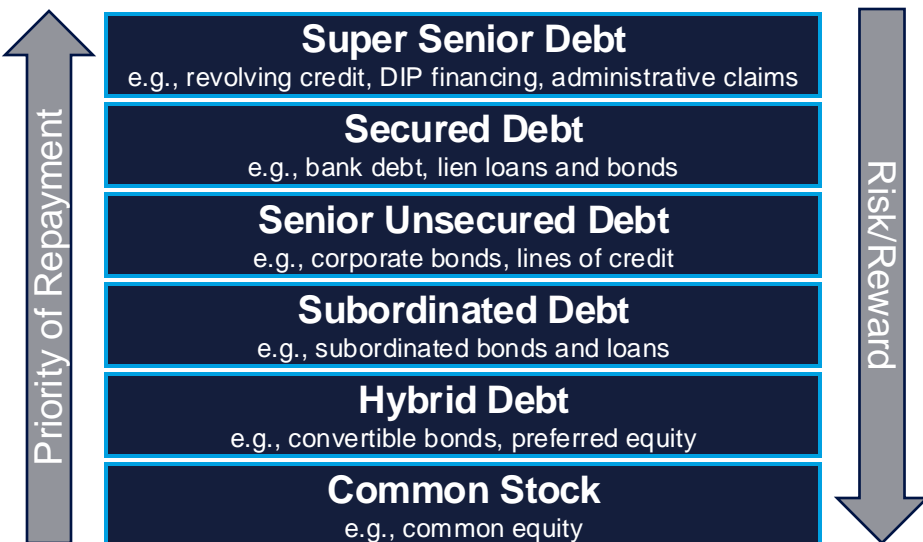 Priority of Repayment
Super Senior Debt
e.g., revolving credit, DIP financing, administrative claims
Secured Debt
e.g., bank debt, lien loans and bonds
Senior Unsecured Debt
e.g., corporate bonds, lines of credit
Subordinated Debt
e.g., subordinated bonds and loans
Hybrid Debt
e.g., convertible bonds, preferred equity
Common Stock
e.g., common equity
Risk/Reward